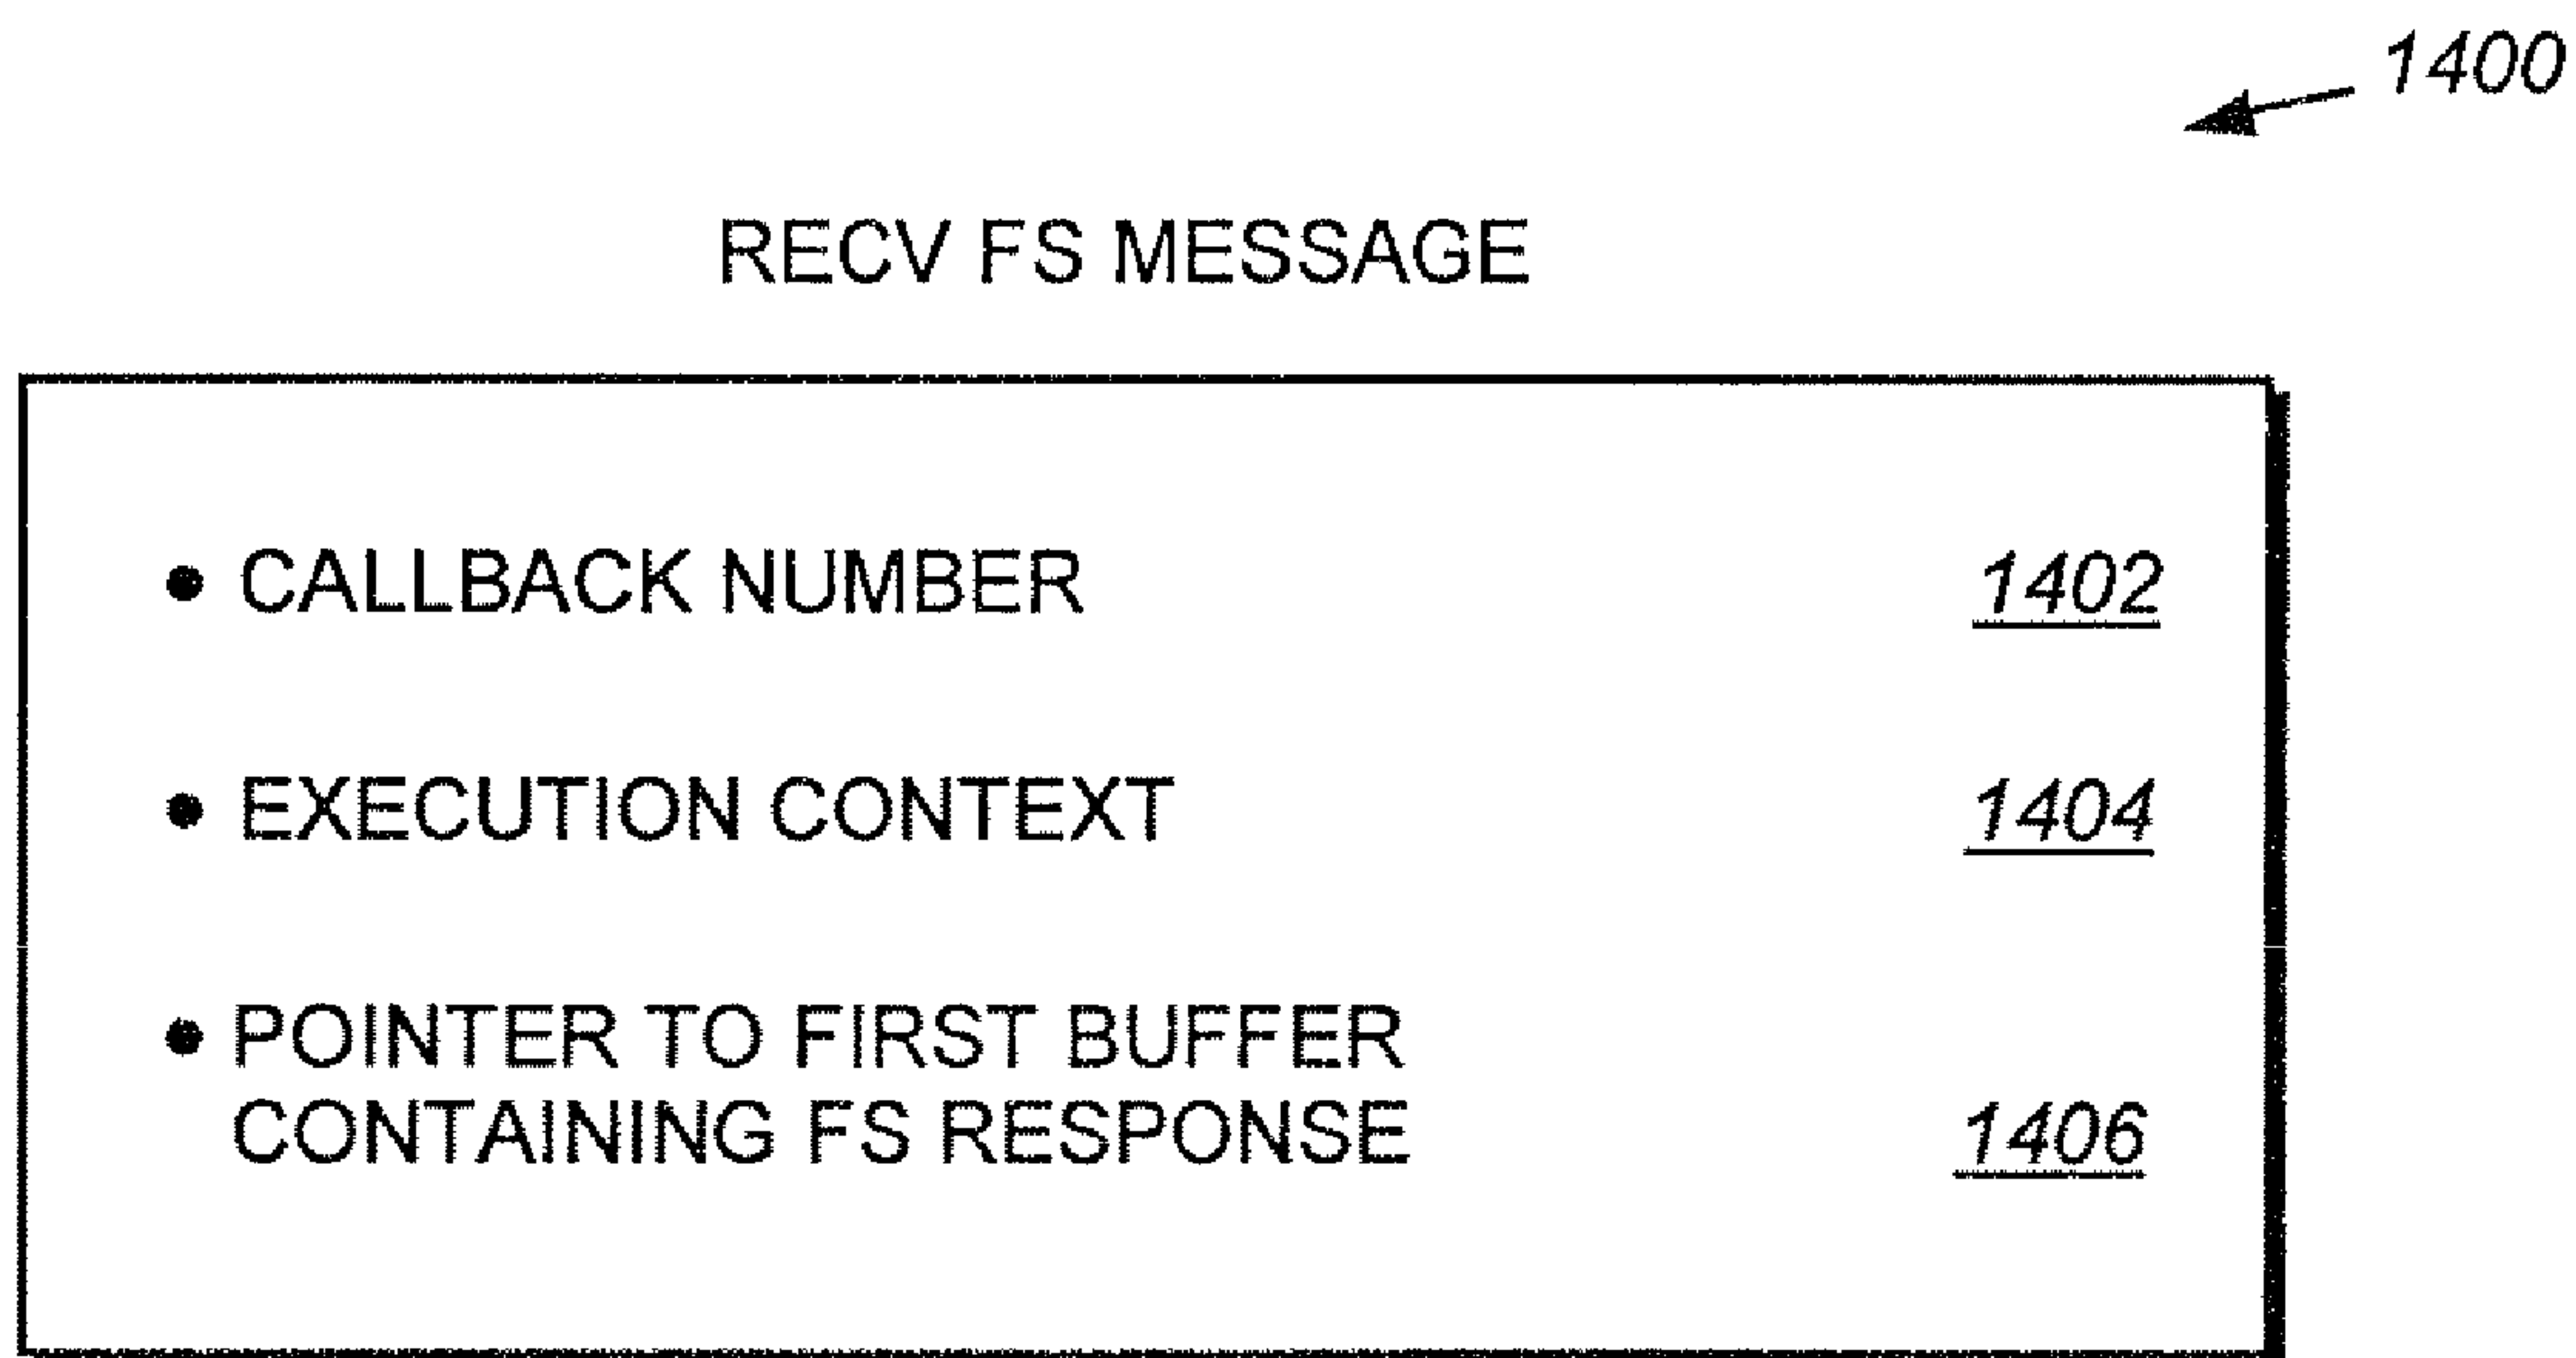 1400
RECV FS MESSAGE
• CALLBACK NUMBER 1402
• EXECUTION CONTEXT 1404
• POINTER TO FIRST BUFFER
CONTAINING FS RESPONSE 1406